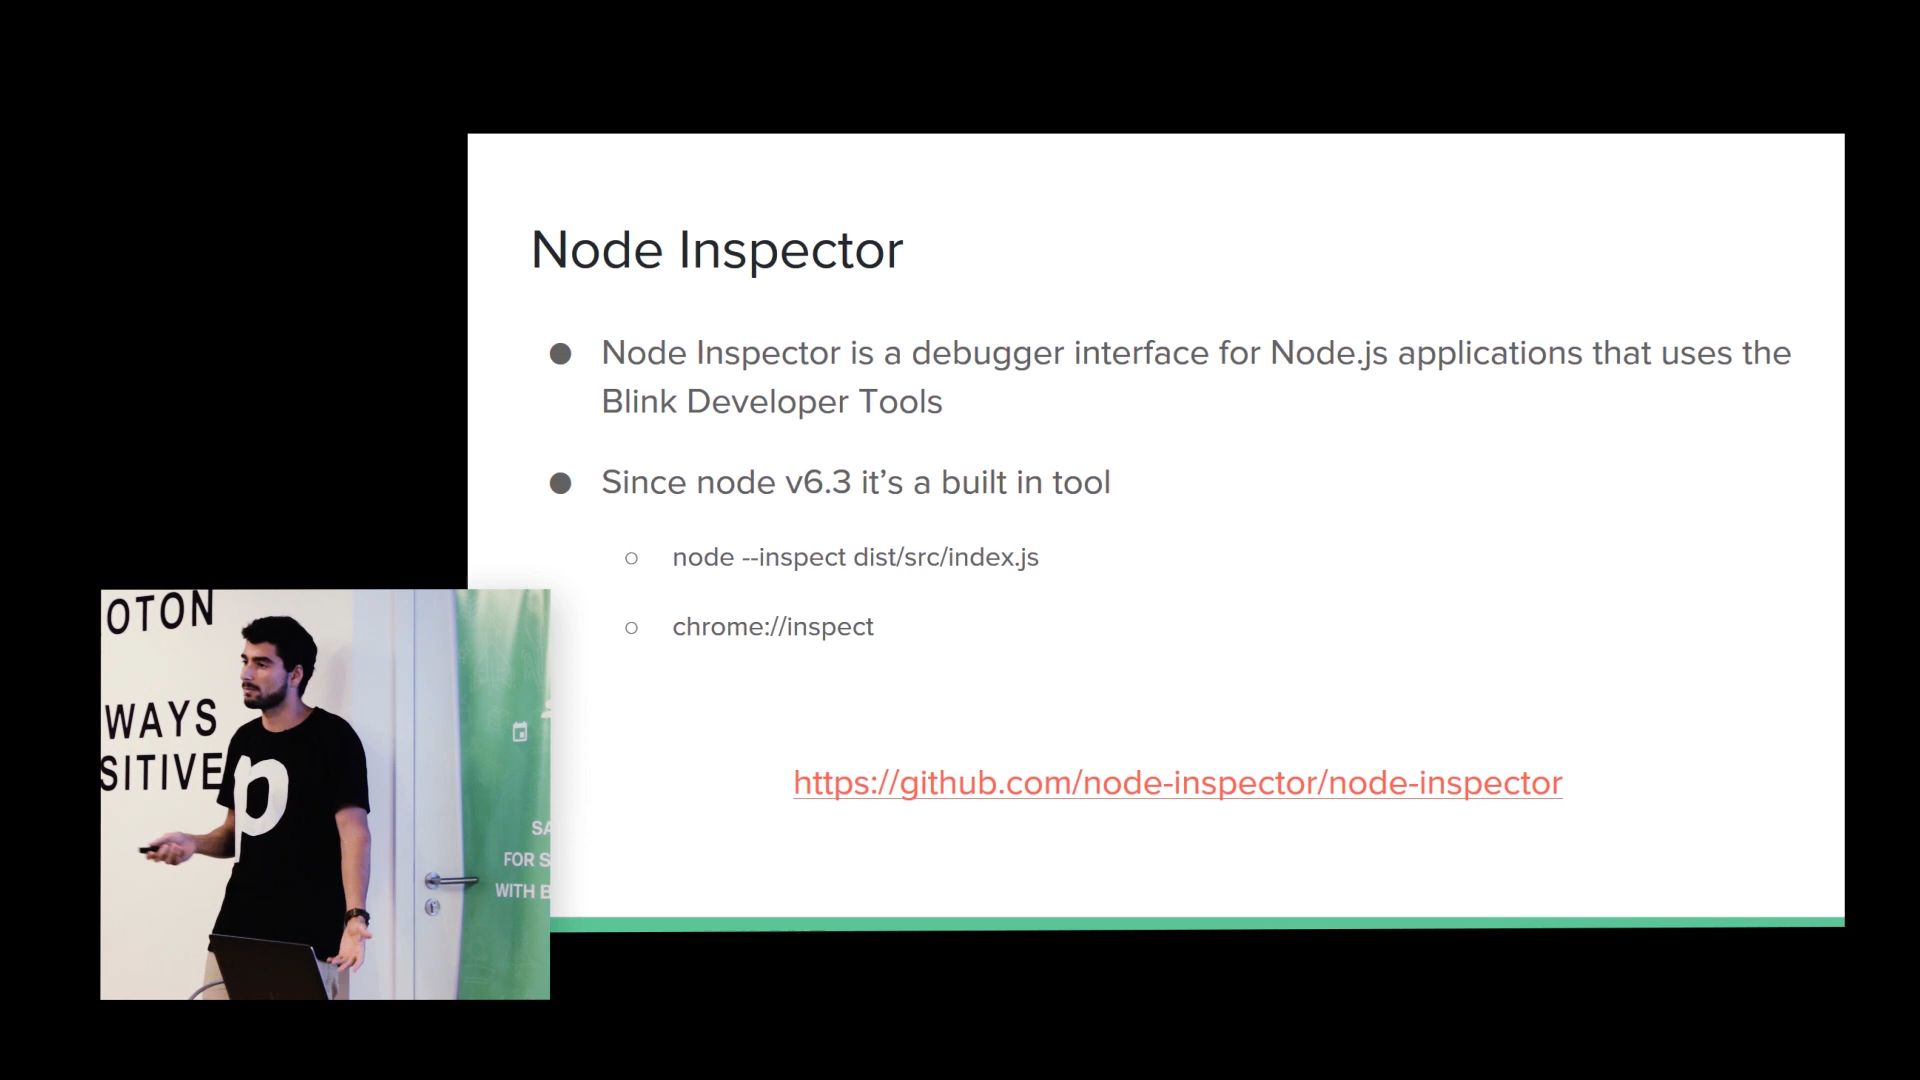 Node Inspector
● Node Inspector is a debugger interface for Node.js applications that uses the
Blink Developer Tools
● Since node v6.3 it’s a built in tool
○ node --inspect dist/src/index.js
○ chrome://inspect
https://github.com/node-inspector/node-inspector
OTON
WAYS
SITIVE
p
SA
FOR S
WITH B